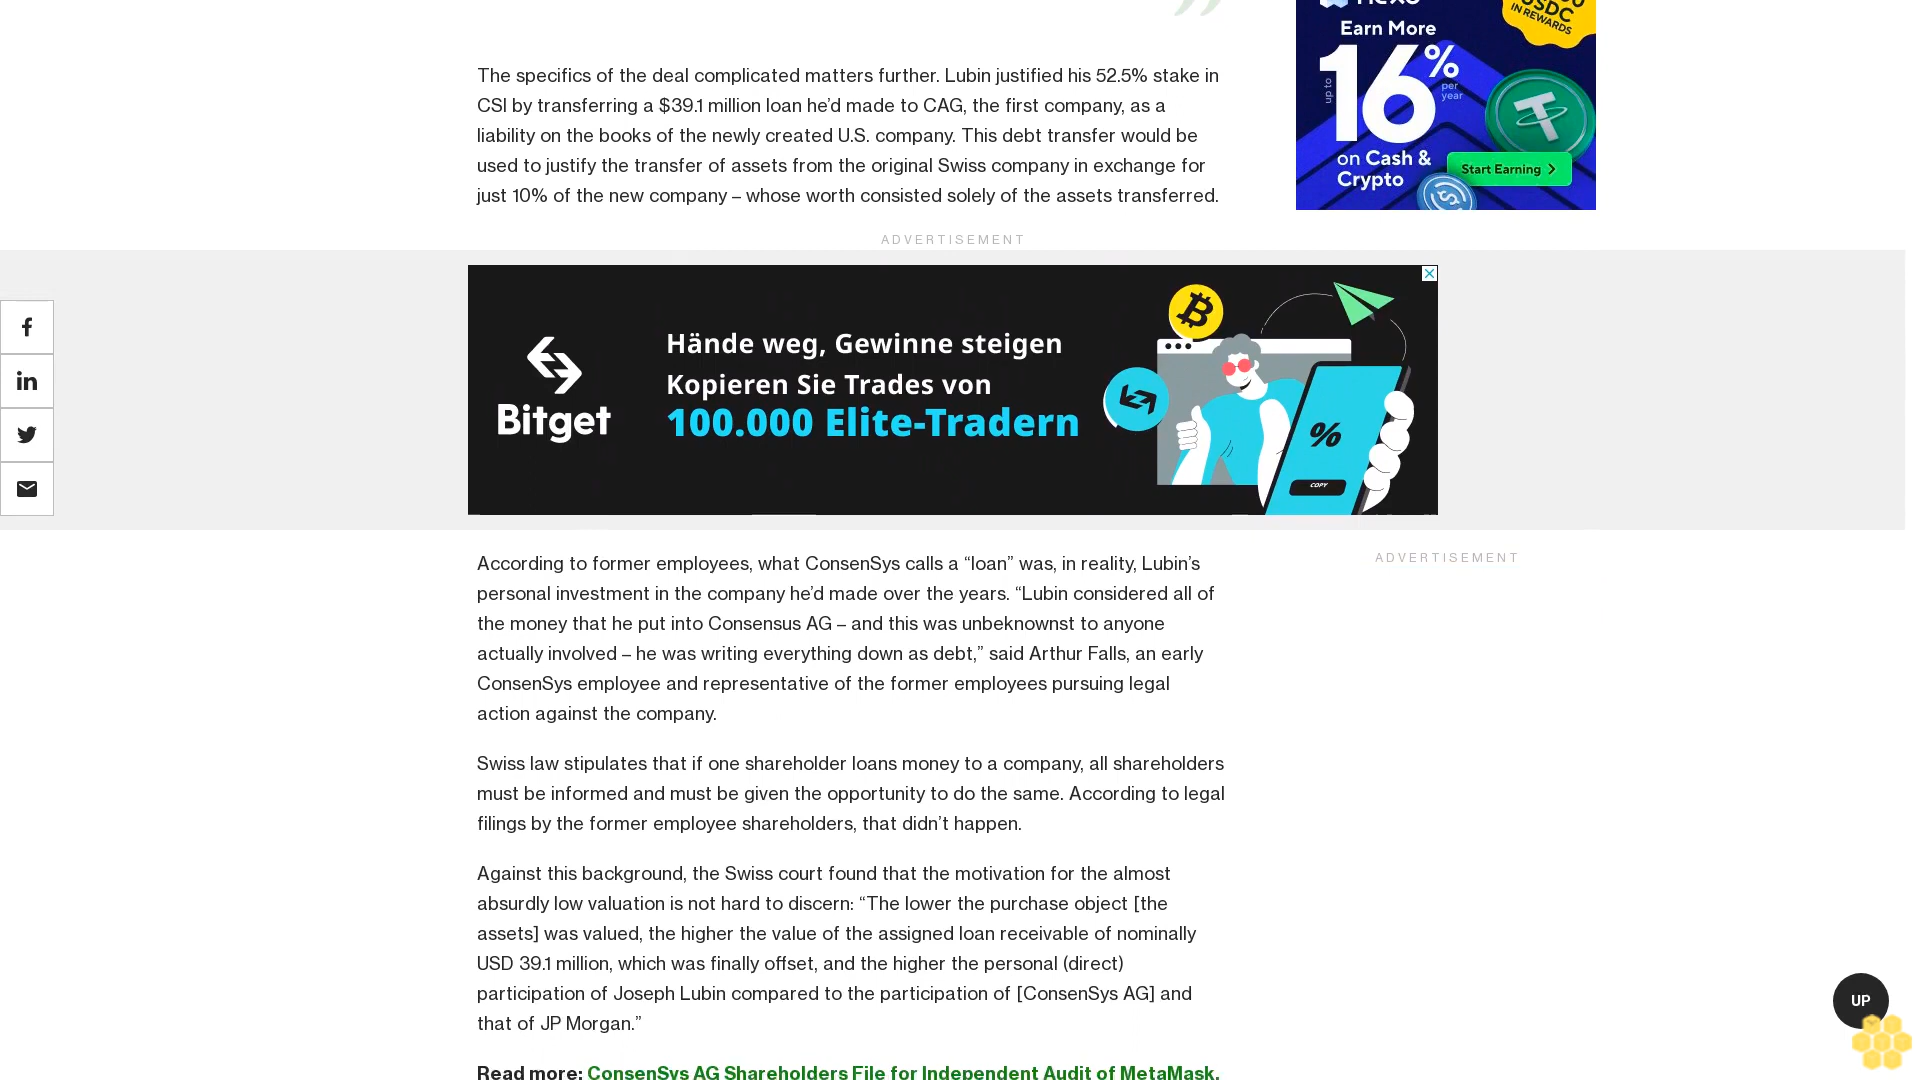 The specifics of the deal complicated matters further. Lubin justified his 52.5% stake in
CSI by transferring a $39.1 million loan he’d made to CAG, the first company, as a
liability on the books of the newly created U.S. company. This debt transfer would be
used to justify the transfer of assets from the original Swiss company in exchange for
just 10% of the new company – whose worth consisted solely of the assets transferred.
USDC
IN REWARDS
Earn More
up to
16%
per
year
on Cash &
Crypto
Start Earning
ADVERTISEMENT
Bitget
Hände weg, Gewinne steigen
Kopieren Sie Trades von
100.000 Elite-Tradern
%
COPY
According to former employees, what ConsenSys calls a “loan” was, in reality, Lubin’s
personal investment in the company he’d made over the years. “Lubin considered all of
the money that he put into Consensus AG – and this was unbeknownst to anyone
actually involved – he was writing everything down as debt,” said Arthur Falls, an early
ConsenSys employee and representative of the former employees pursuing legal
action against the company.
ADVERTISEMENT
Swiss law stipulates that if one shareholder loans money to a company, all shareholders
must be informed and must be given the opportunity to do the same. According to legal
filings by the former employee shareholders, that didn’t happen.
Against this background, the Swiss court found that the motivation for the almost
absurdly low valuation is not hard to discern: “The lower the purchase object [the
assets] was valued, the higher the value of the assigned loan receivable of nominally
USD 39.1 million, which was finally offset, and the higher the personal (direct)
participation of Joseph Lubin compared to the participation of [ConsenSys AG] and
that of JP Morgan.”
UP
Read more: ConsenSys AG Shareholders File for Independent Audit of MetaMask,